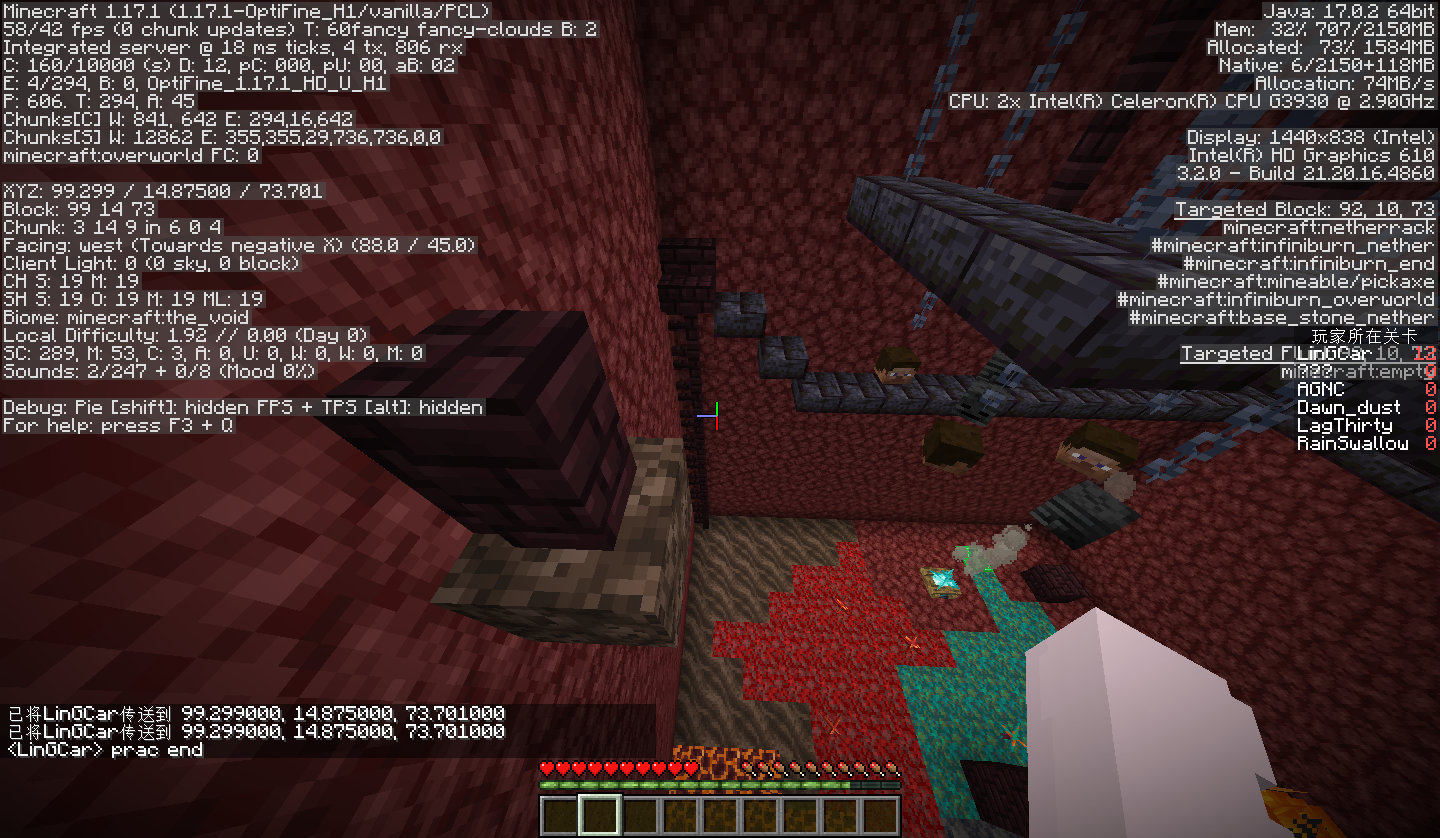 Minecraft 1.17.1 (1.17.1-OptiFine_H1/vanilla/PCL)
58/42 fps (0 chunk updates) T: 60fancy fancy-clouds B: 2
Integrated server @ 18 ms ticks, 4 tx, 806 rx
C: 160/10000 (s) D: 12, pC: 000, pU: 00, aB: 02
E: 4/294, B: 0, OptiFine_1.17.1_HD_U_H1
P: 606. T: 294, A: 45
Chunks[C] W: 841, 642 E: 294,16,642
Chunks[S] W: 12862 E: 355,355,29,736,736,0,0
minecraft:overworld FC: 0
XYZ: 99.299 / 14.87500 / 73.701
Block: 99 14 73
Chunk: 3 14 9 in 6 0 4
Facing: west (Towards negative X) (88.0 / 45.0)
Client Light: 0 (0 sky, 0 block)
CH S: 19 M: 19
SH S: 19 O: 19 M: 19 ML: 19
Biome: minecraft:the_void
Local Difficulty: 1.92 // 0.00 (Day 0)
SC: 289, M: 53, C: 3, A: 0, U: 0, W: 0, W: 0, M: 0
Sounds: 2/247 + 0/8 (Mood 0%)
Debug: Pie [shift]: hidden FPS + TPS [alt]: hidden
For help: press F3 + Q
Java: 17.0.2 64bit
Mem: 32% 707/2150MB
Allocated: 73% 1584MB
Native: 6/2150+118MB
Allocation: 74MB/s
CPU: 2x Intel(R) Celeron(R) CPU G3930 @ 2.90GHz
Display: 1440x838 (Intel)
Intel(R) HD Graphics 610
3.2.0 - Build 21.20.16.4860
Targeted Block: 92, 10, 73
minecraft:netherrack
#minecraft:infiniburn_nether
#minecraft:infiniburn_end
#minecraft:mineable/pickaxe
#minecraft:infiniburn_overworld
#minecraft:base_stone_nether
玩家所在关卡
Targeted
LinGCar
minecraft:empty
AGNC 0
Dawn_dust 0
LagThirty 0
RainSwallow 0
已将LinGCar传送到 99.299000, 14.875000, 73.701000
已将LinGCar传送到 99.299000, 14.875000, 73.701000
<LinGCar> prac end